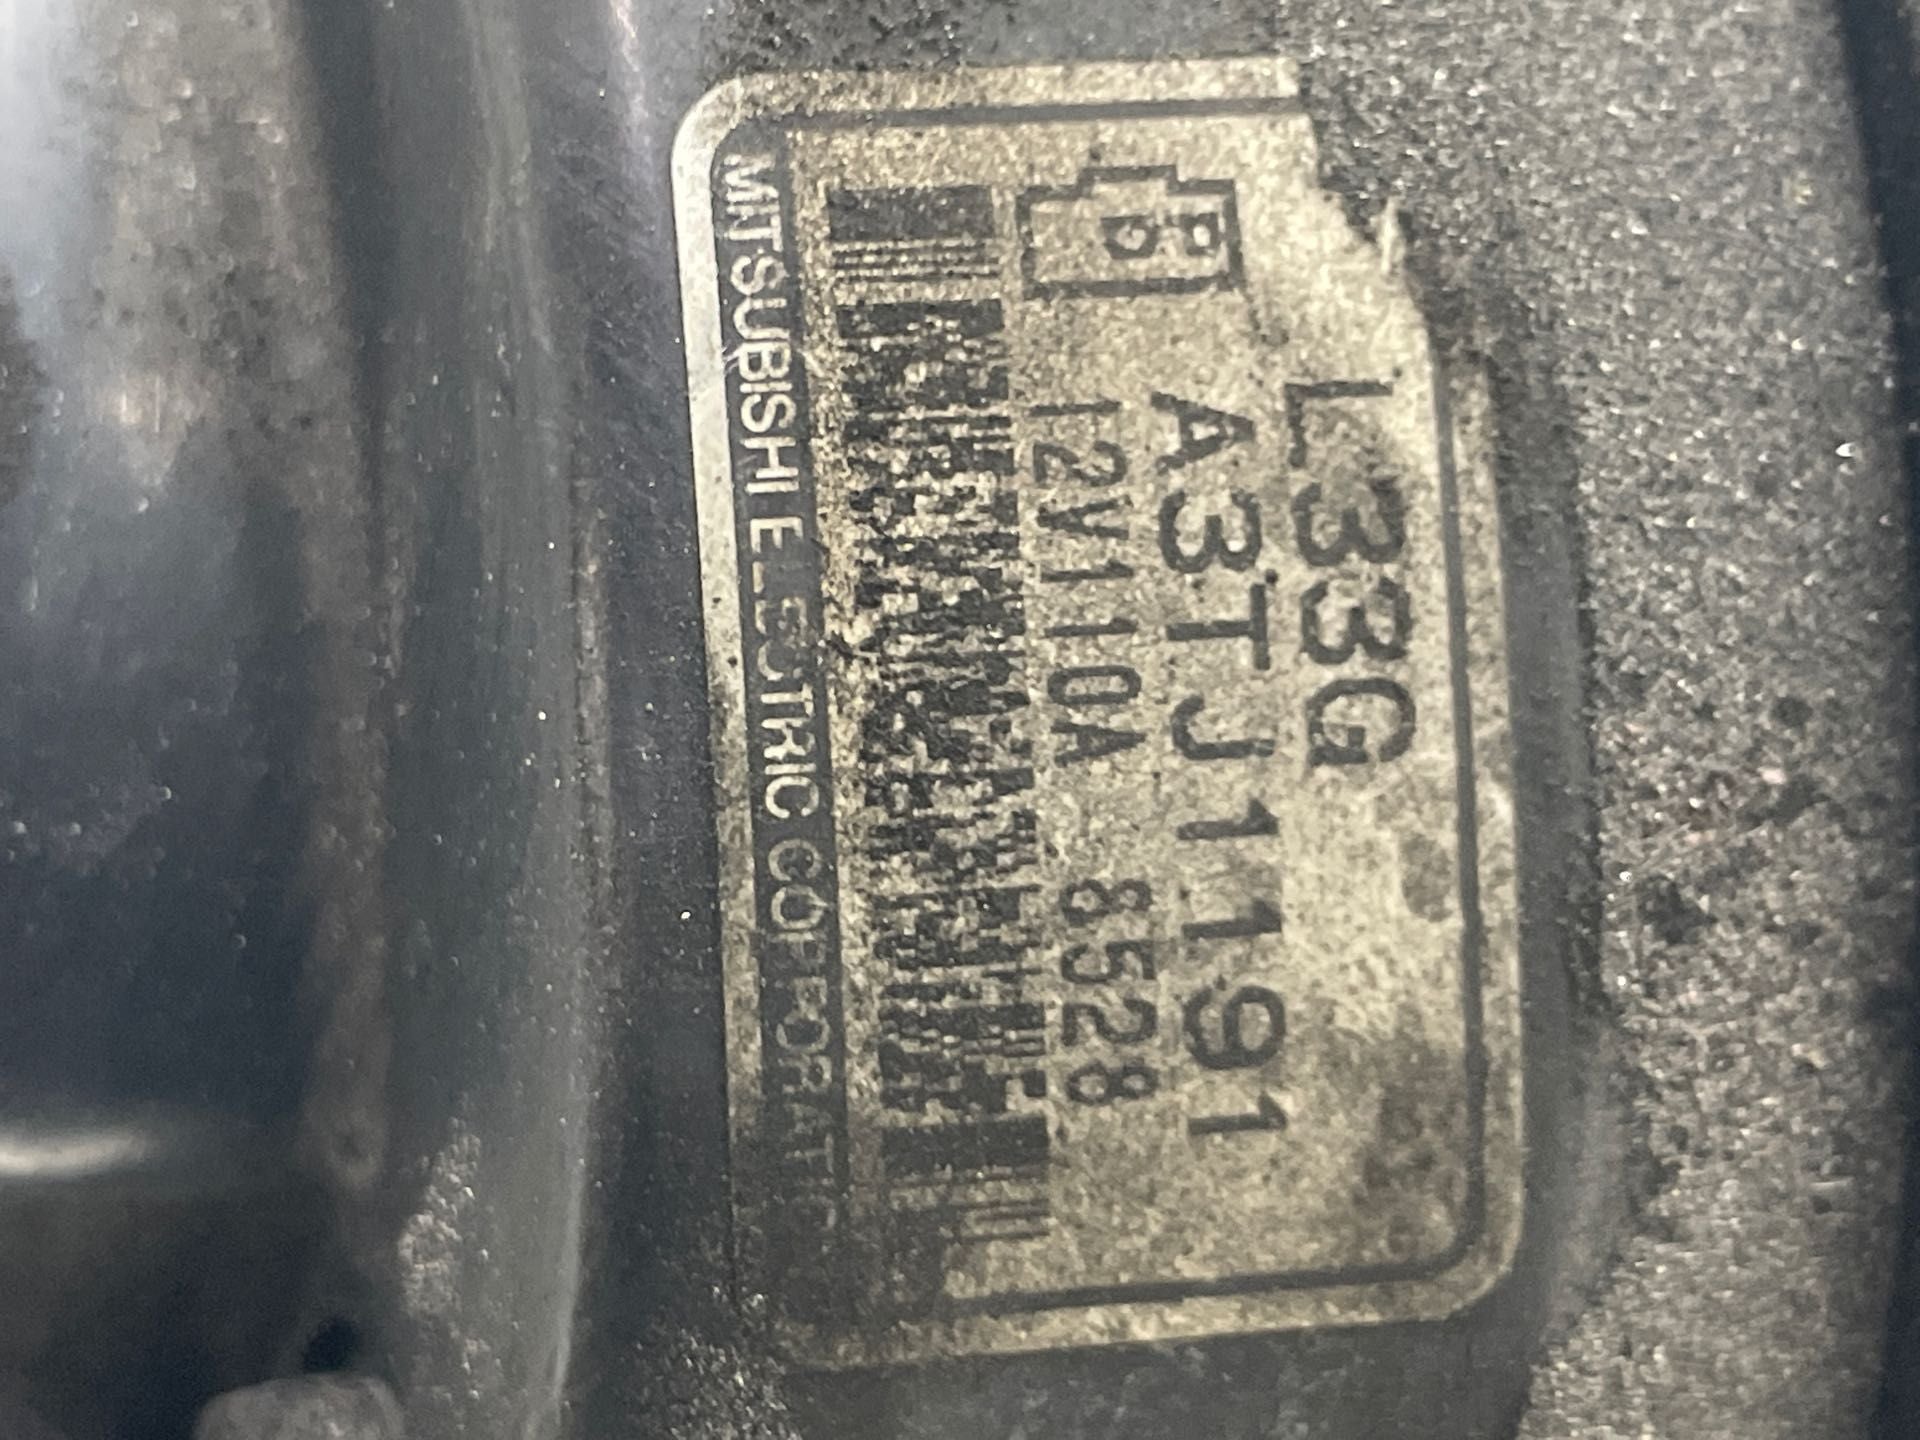 L33G
A3TJ1191
12V110A 8528
MITSUBISHI ELECTRIC CORPORATI